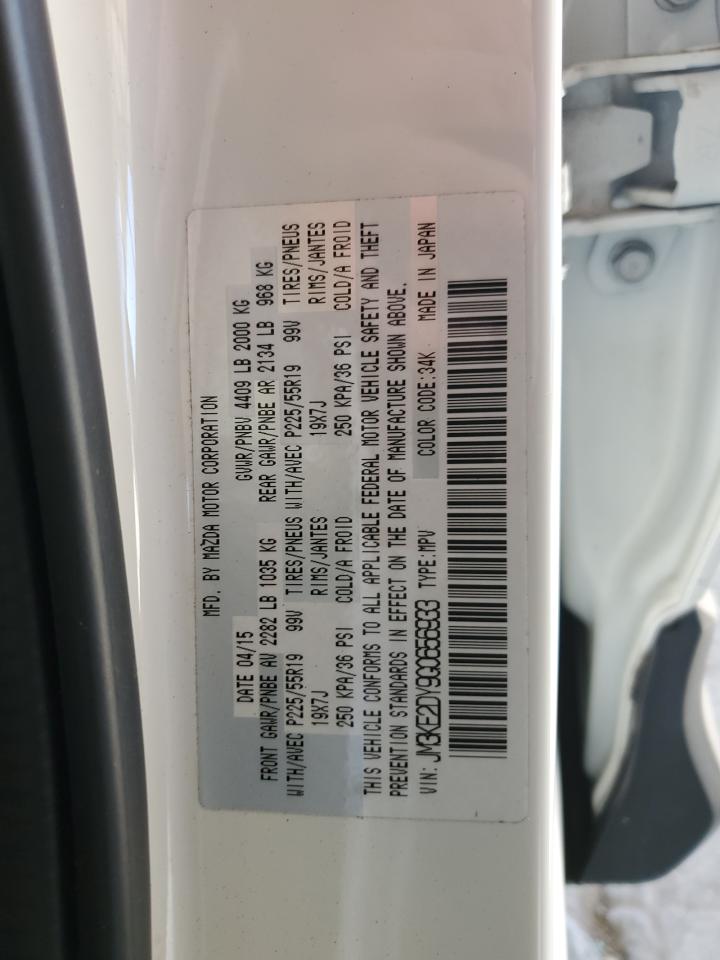 MFD. BY MAZDA MOTOR CORPORATION
DATE 04/15 GVWR/PNBV 4409 LB 2000 KG
FRONT GAWR/PNBE AV 2282 LB 1035 KG REAR GAWR/PNBE AR 2134 LB 968 KG
WITH/AVEC P225/55R19 99V TIRES/PNEUS WITH/AVEC P225/55R19 99V TIRES/PNEUS
19X7J RIMS/JANTES 19X7J RIMS/JANTES
250 KPA/36 PSI COLD/A FROID 250 KPA/36 PSI COLD/A FROID
THIS VEHICLE CONFORMS TO ALL APPLICABLE FEDERAL MOTOR VEHICLE SAFETY AND THEFT
PREVENTION STANDARDS IN EFFECT ON THE DATE OF MANUFACTURE SHOWN ABOVE.
VIN: JM3KE2DY9G0656933 TYPE:MPV COLOR CODE:34K MADE IN JAPAN